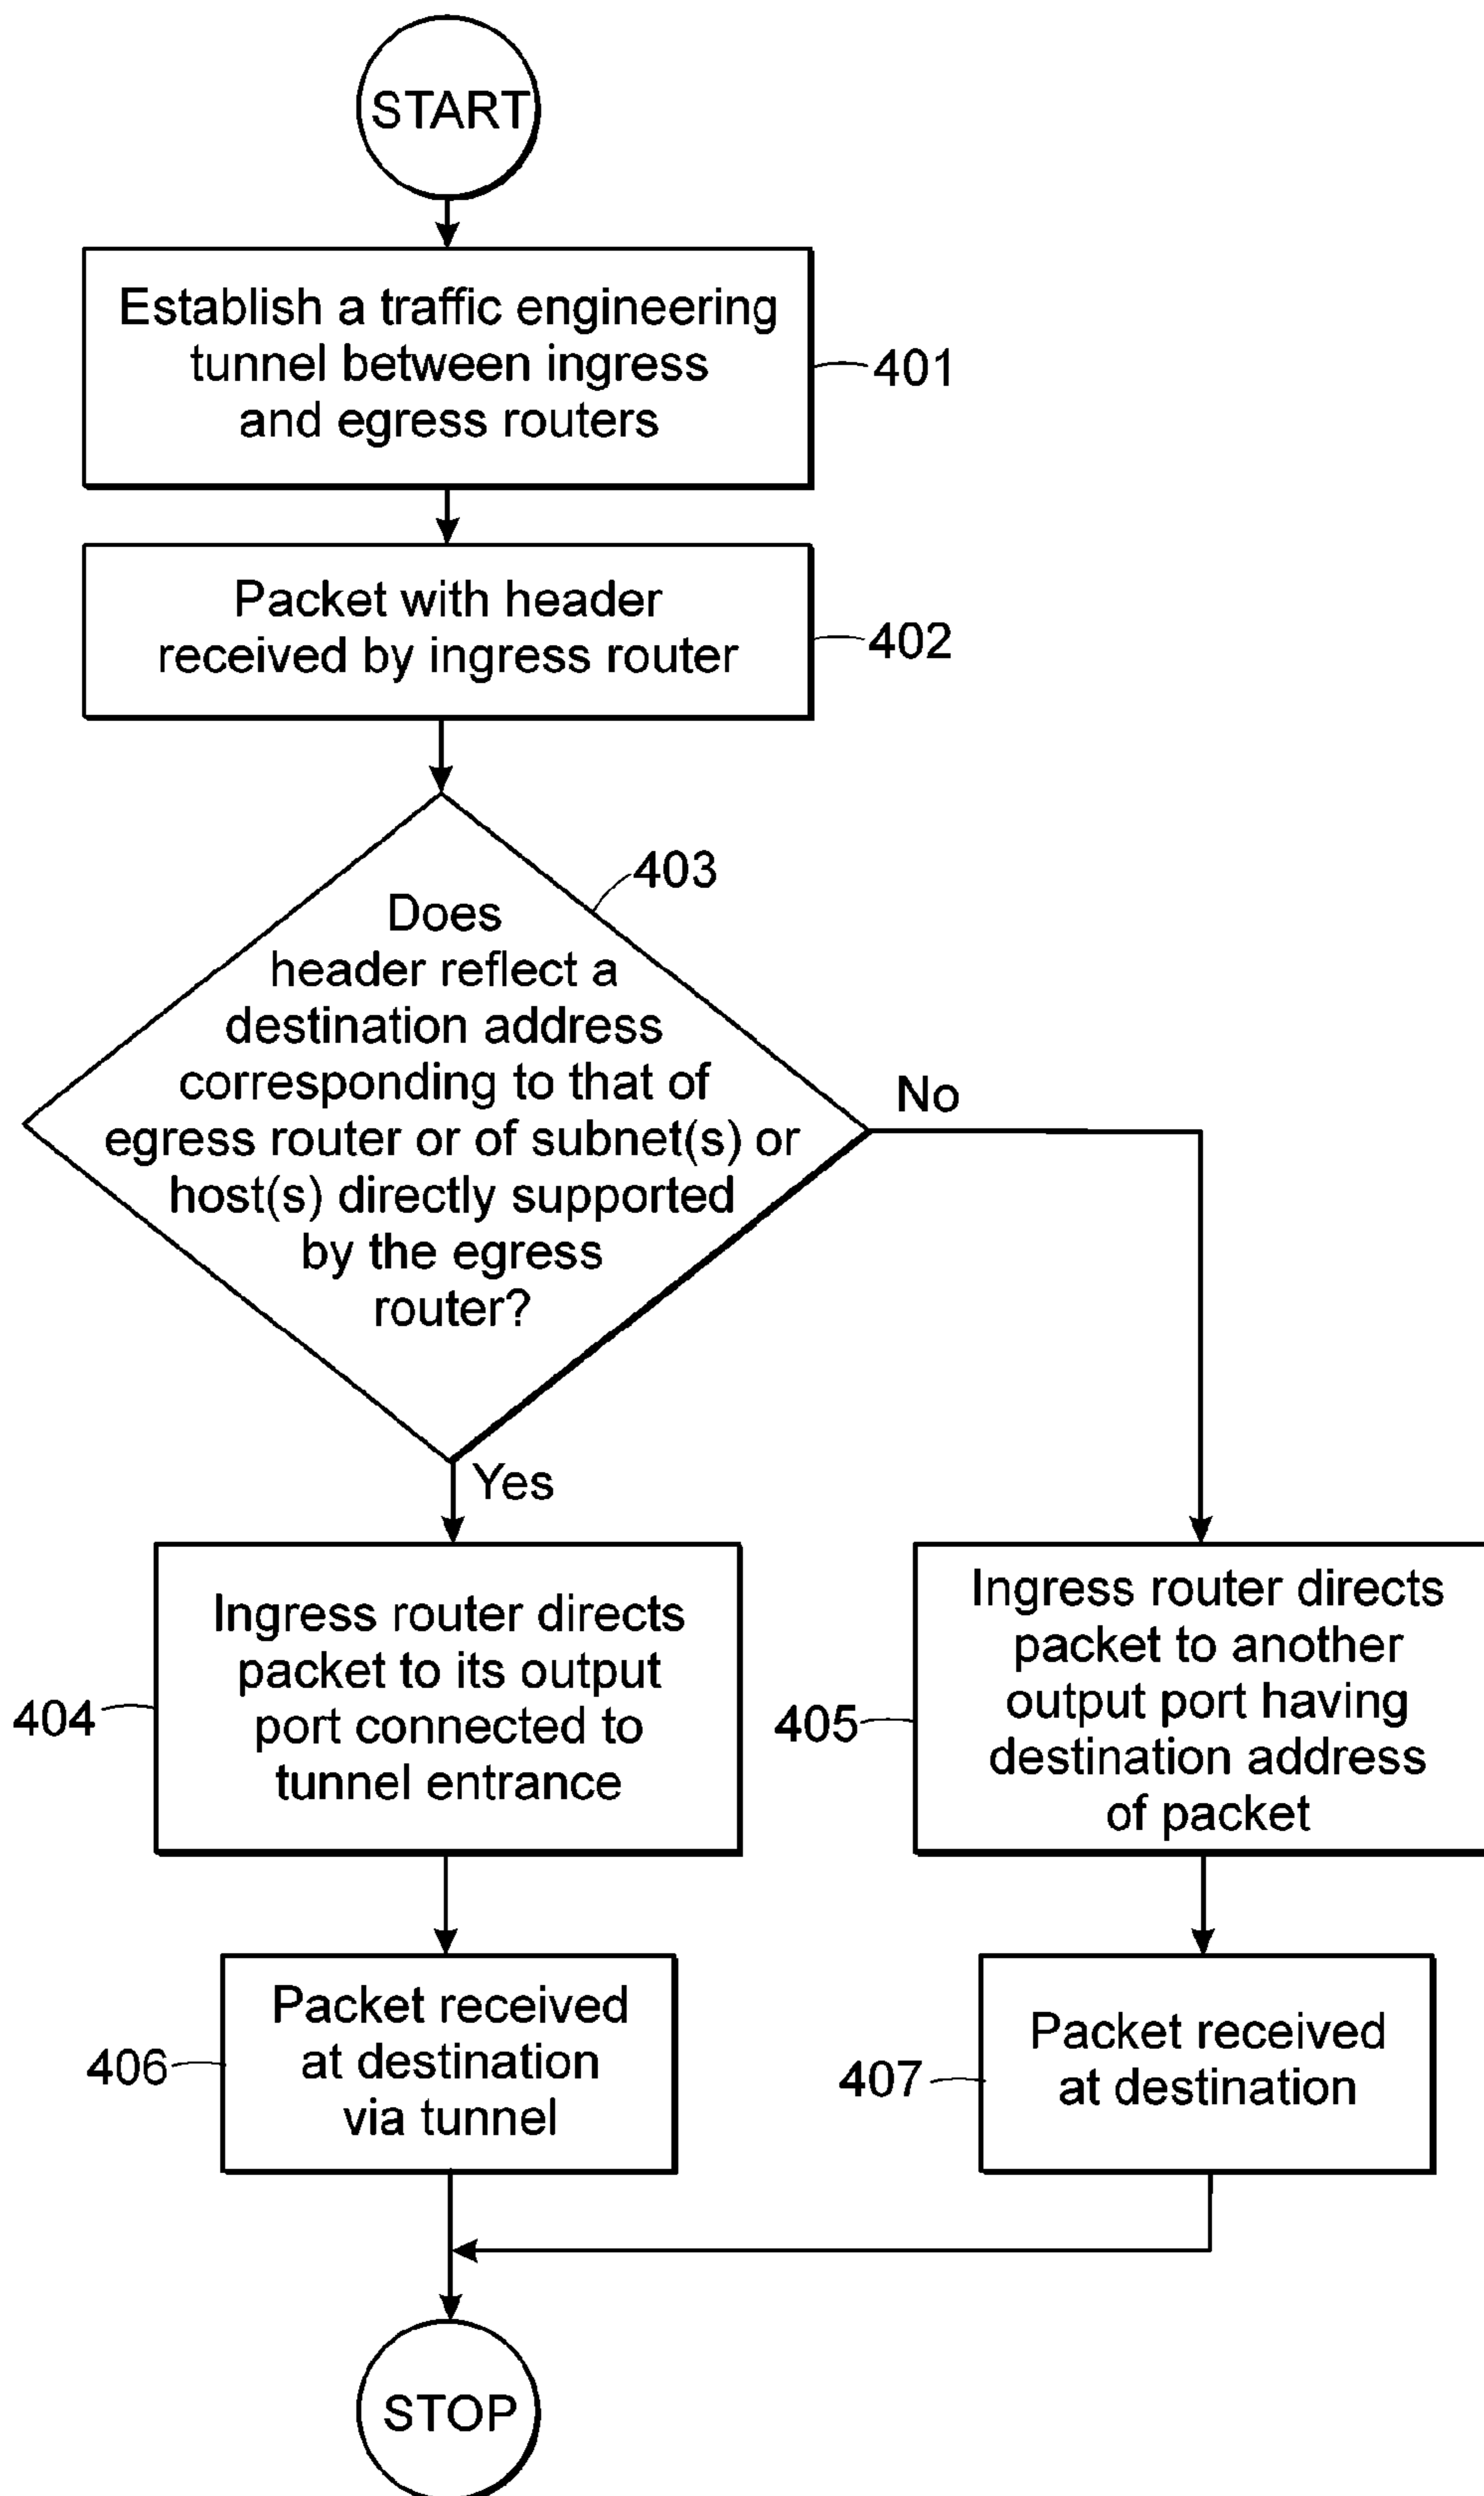 START
Establish a traffic engineering
tunnel between ingress
and egress routers
401
Packet with header
received by ingress router
402
403
Does
header reflect a
destination address
corresponding to that of
egress router or of subnet(s) or
host(s) directly supported
by the egress
router?
No
Yes
Ingress router directs
packet to its output
port connected to
tunnel entrance
404
Ingress router directs
packet to another
output port having
destination address
of packet
405
Packet received
at destination
via tunnel
406
Packet received
at destination
407
STOP